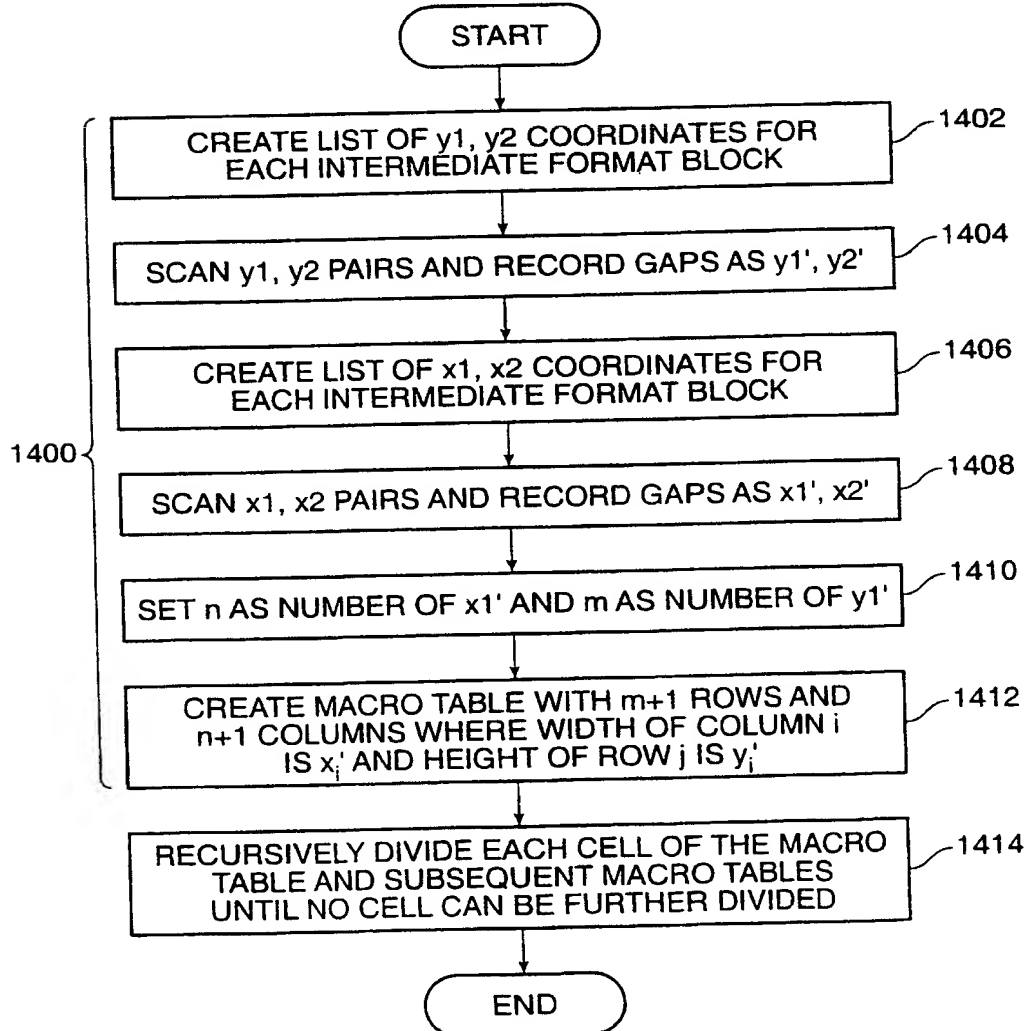 START
CREATE LIST OF y1, y2 COORDINATES FOR
EACH INTERMEDIATE FORMAT BLOCK
1402
SCAN y1, y2 PAIRS AND RECORD GAPS AS y1', y2'
1404
CREATE LIST OF x1, x2 COORDINATES FOR
EACH INTERMEDIATE FORMAT BLOCK
1406
1400
SCAN x1, x2 PAIRS AND RECORD GAPS AS x1', x2'
1408
SET n AS NUMBER OF x1' AND m AS NUMBER OF y1'
1410
CREATE MACRO TABLE WITH m+1 ROWS AND
n+1 COLUMNS WHERE WIDTH OF COLUMN i
IS xi' AND HEIGHT OF ROW j IS yi'
1412
RECURSIVELY DIVIDE EACH CELL OF THE MACRO
TABLE AND SUBSEQUENT MACRO TABLES
UNTIL NO CELL CAN BE FURTHER DIVIDED
1414
END